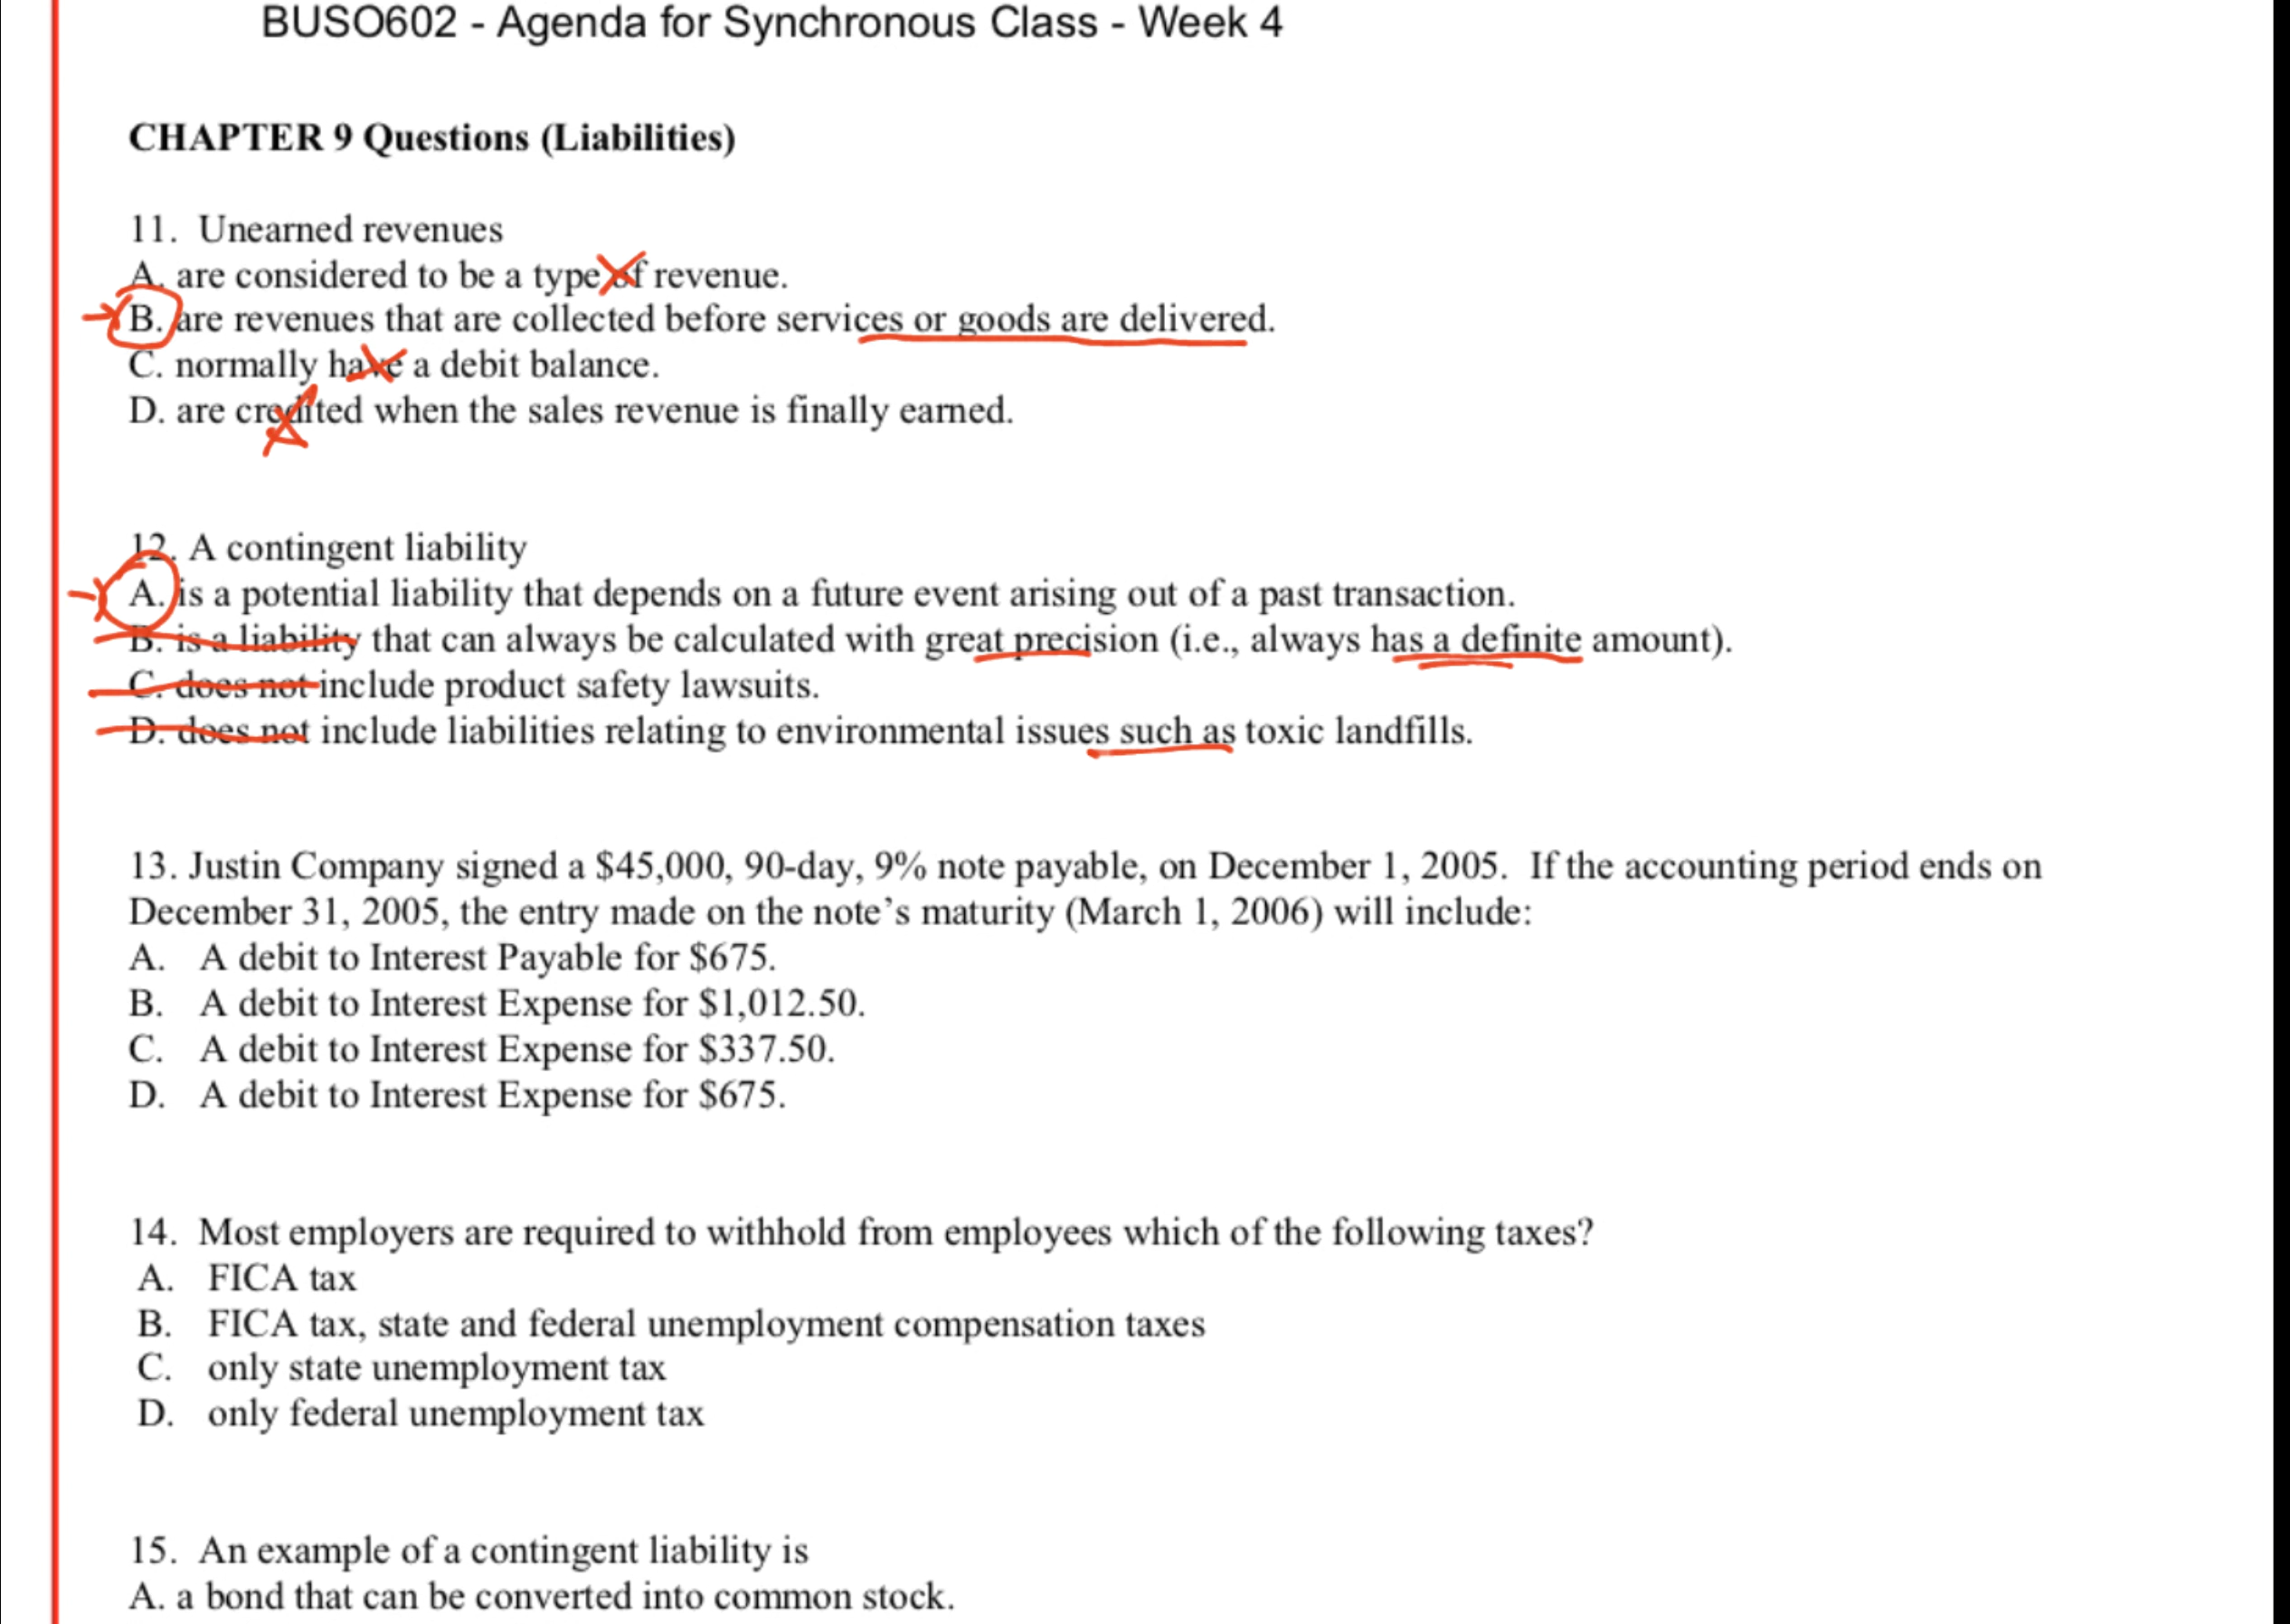 BUSO602 - Agenda for Synchronous Class - Week 4
CHAPTER 9 Questions (Liabilities)
11. Unearned revenues
A. are considered to be a type of revenue.
B. are revenues that are collected before services or goods are delivered.
C. normally have a debit balance.
D. are credited when the sales revenue is finally earned.
12. A contingent liability
A. is a potential liability that depends on a future event arising out of a past transaction.
B. is a liability that can always be calculated with great precision (i.e., always has a definite amount).
C. does not include product safety lawsuits.
D. does not include liabilities relating to environmental issues such as toxic landfills.
13. Justin Company signed a $45,000, 90-day, 9% note payable, on December 1, 2005. If the accounting period ends on
December 31, 2005, the entry made on the note's maturity (March 1, 2006) will include:
A. A debit to Interest Payable for $675.
B. A debit to Interest Expense for $1,012.50.
C. A debit to Interest Expense for $337.50.
D. A debit to Interest Expense for $675.
14. Most employers are required to withhold from employees which of the following taxes?
A. FICA tax
B. FICA tax, state and federal unemployment compensation taxes
C. only state unemployment tax
D. only federal unemployment tax
15. An example of a contingent liability is
A. a bond that can be converted into common stock.